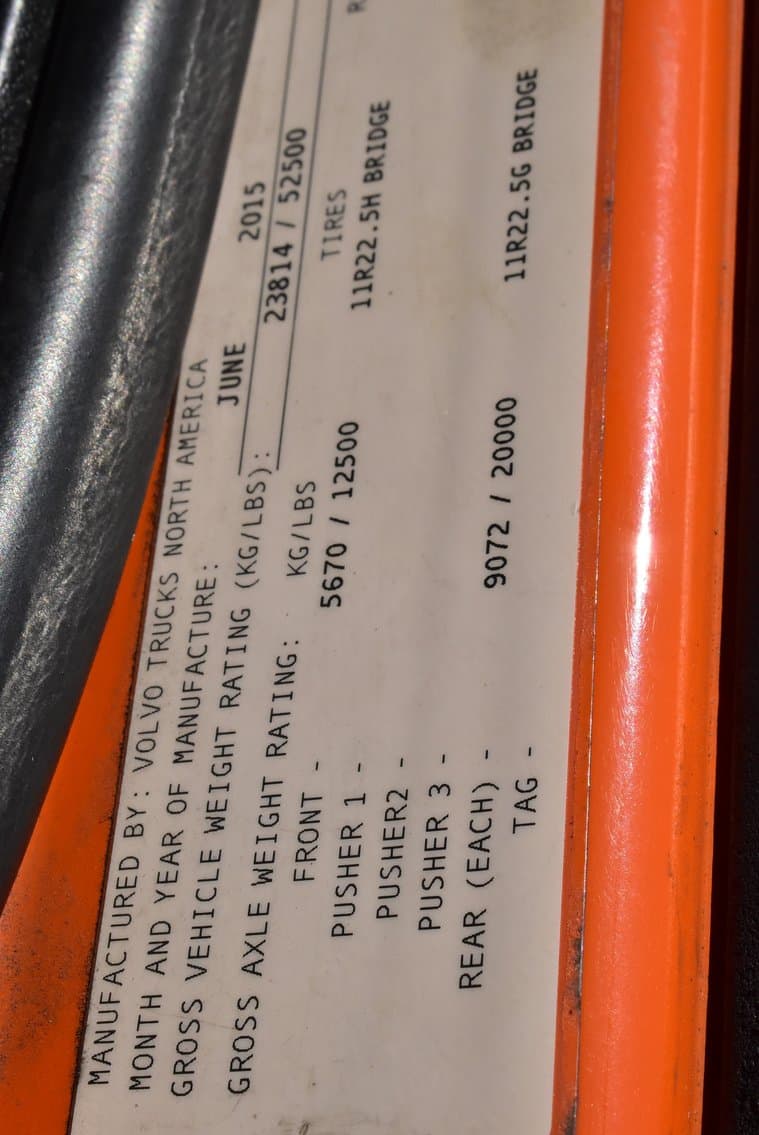 MANUFACTURED BY: VOLVO TRUCKS NORTH AMERICA
MONTH AND YEAR OF MANUFACTURE: JUNE 2015
GROSS VEHICLE WEIGHT RATING (KG/LBS): 23814 / 52500
GROSS AXLE WEIGHT RATING: KG/LBS TIRES
FRONT - 5670 / 12500 11R22.5H BRIDGE
PUSHER 1 -
PUSHER2 -
PUSHER 3 -
REAR (EACH) - 9072 / 20000 11R22.5G BRIDGE
TAG -